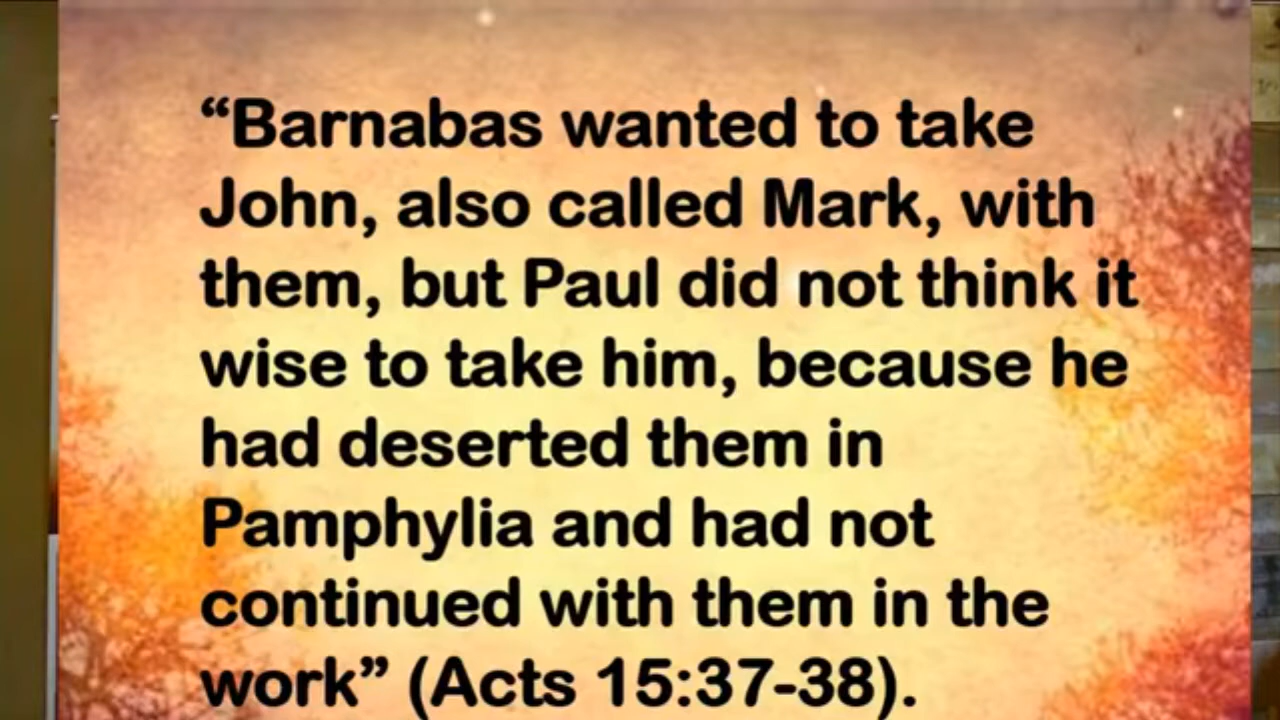 “Barnabas wanted to take
John, also called Mark, with
them, but Paul did not think it
wise to take him, because he
had deserted them in
Pamphylia and had not
continued with them in the
work” (Acts 15:37-38).